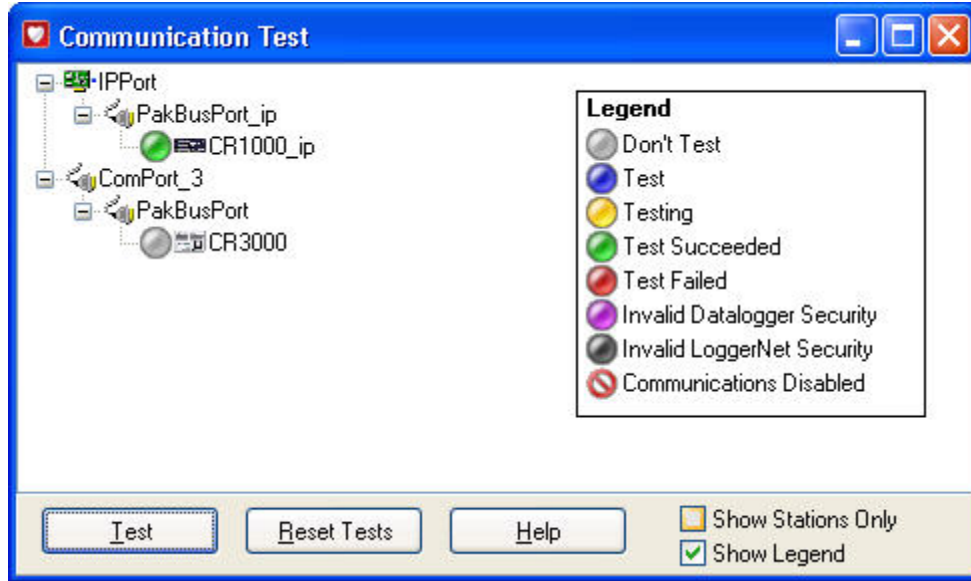 Communication Test
IPPort
PakBusPort_ip
CR1000_ip
ComPort_3
PakBusPort
CR3000
Legend
Don't Test
Test
Testing
Test Succeeded
Test Failed
Invalid Datalogger Security
Invalid LoggerNet Security
Communications Disabled
Test
Reset Tests
Help
Show Stations Only
Show Legend